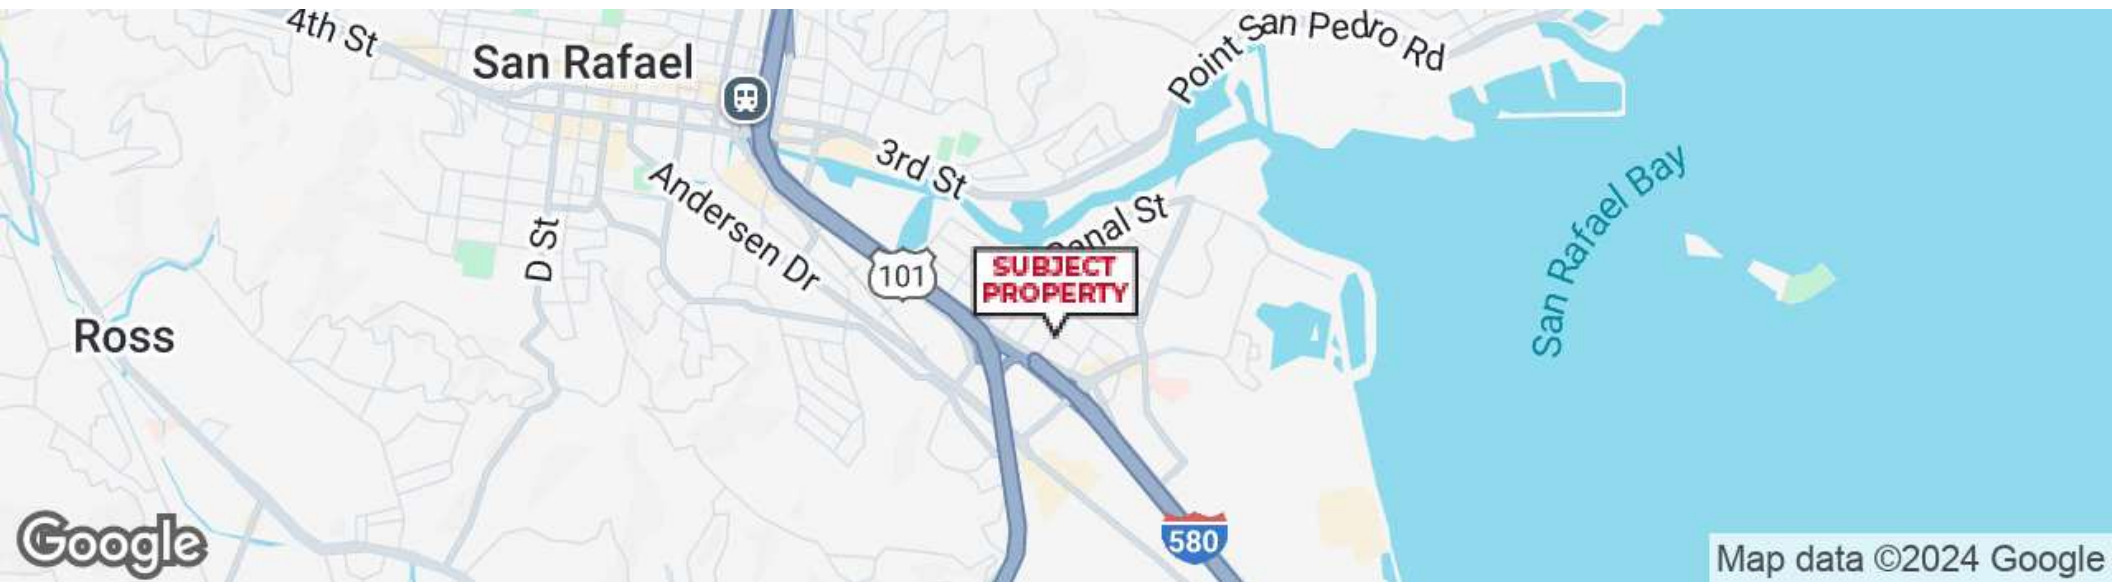 4th St
San Rafael
Point San Pedro Rd
3rd St
Andersen Dr
D St
Canal St
101
SUBJECT
PROPERTY
San Rafael Bay
Ross
580
Google
Map data ©2024 Google